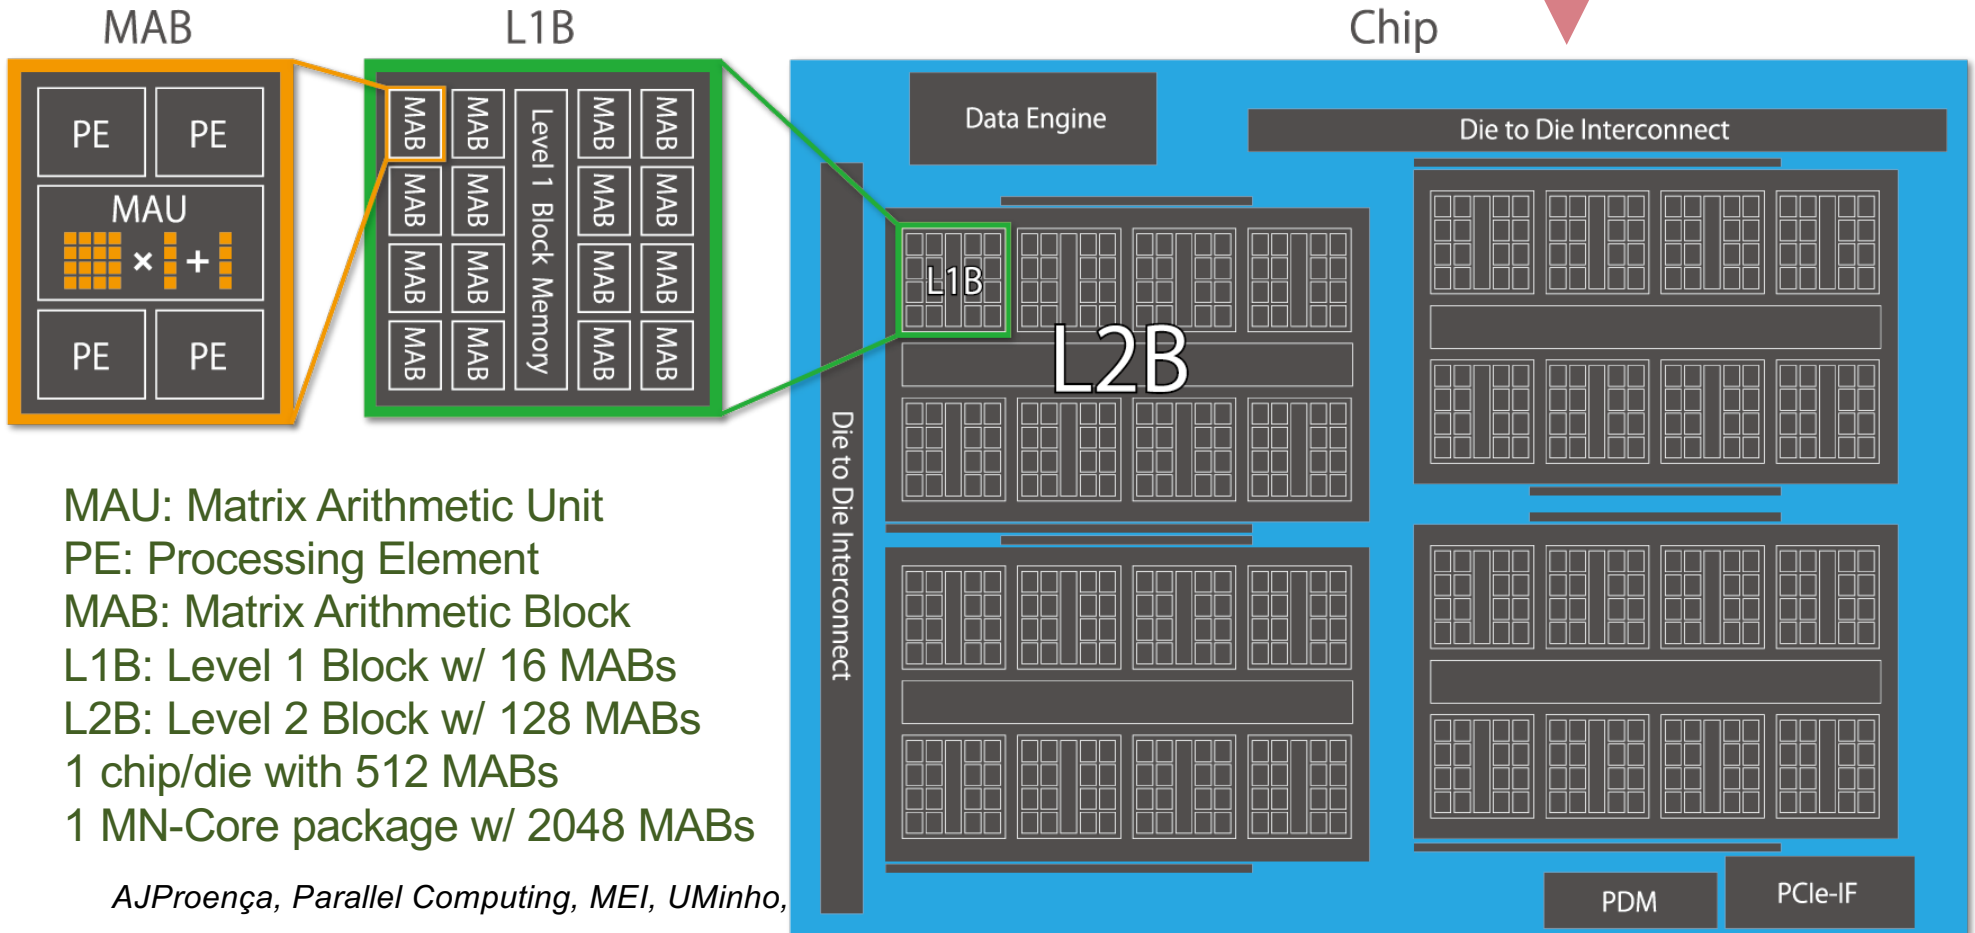 MAB
L1B
Chip
PE PE
MAU
× +
PE PE
MAB MAB MAB MAB
MAB MAB MAB MAB
MAB MAB MAB MAB
MAB MAB MAB MAB
Level 1 Block Memory
Data Engine
Die to Die Interconnect
Die to Die Interconnect
L1B
L2B
PDM
PCIe-IF
MAU: Matrix Arithmetic Unit
PE: Processing Element
MAB: Matrix Arithmetic Block
L1B: Level 1 Block w/ 16 MABs
L2B: Level 2 Block w/ 128 MABs
1 chip/die with 512 MABs
1 MN-Core package w/ 2048 MABs
AJProença, Parallel Computing, MEI, UMinho,